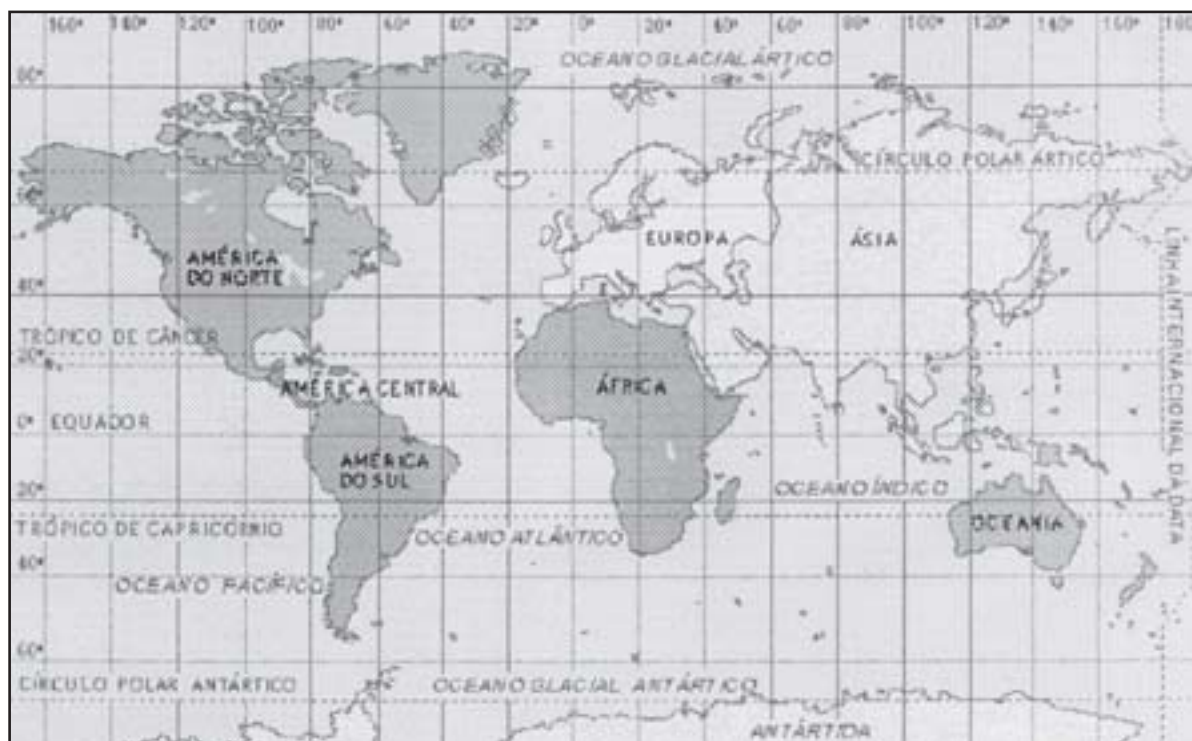 160° 140° 120° 100° 80° 60° 40° 20° 0° 20° 40° 60° 80° 100° 120° 140° 160° 180°
OCEANO GLACIAL ÁRTICO
80°
CÍRCULO POLAR ÁRTICO
EUROPA
ÁSIA
AMÉRICA
DO NORTE
40°
TRÓPICO DE CÂNCER
20°
AMÉRICA CENTRAL
ÁFRICA
EQUADOR
0°
AMÉRICA
DO SUL
20°
OCEANO ÍNDICO
TRÓPICO DE CAPRICÓRNIO
OCEANO ATLÂNTICO
OCEANIA
40°
OCEANO PACÍFICO
60°
CÍRCULO POLAR ANTÁRTICO
OCEANO GLACIAL ANTÁRTICO
ANTÁRTIDA
LINHA INTERNACIONAL DA DATA